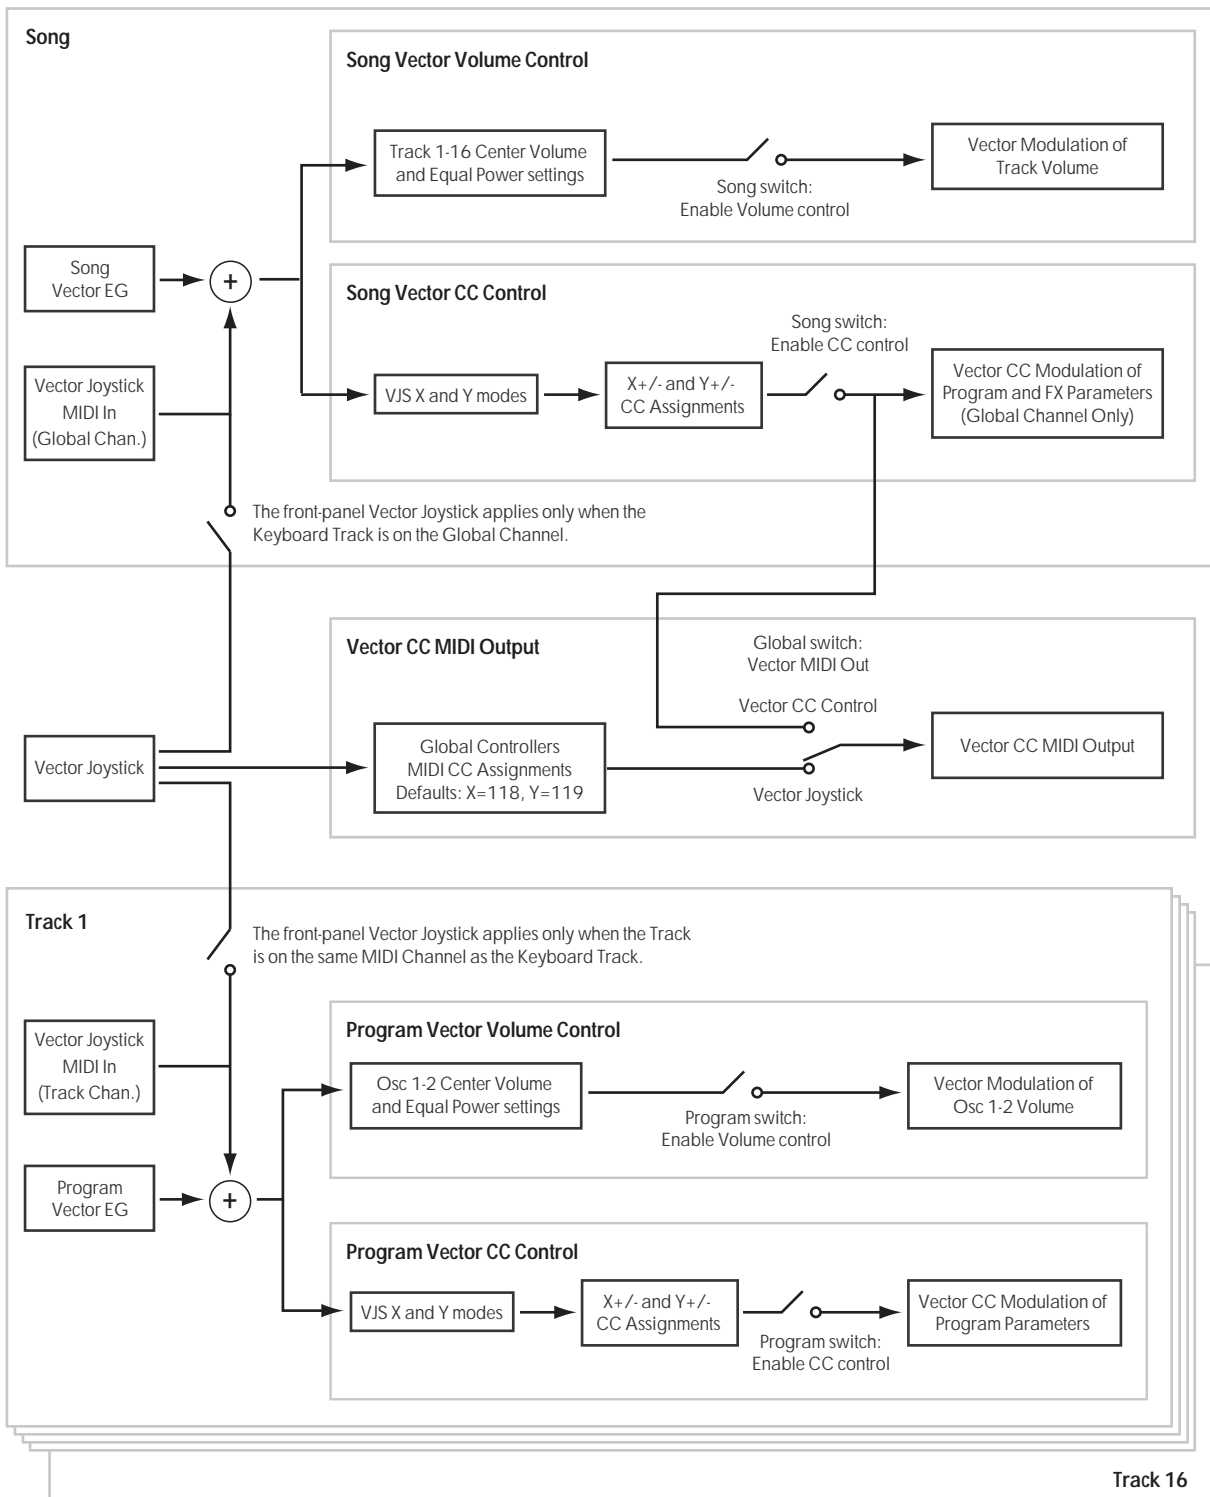 Song
Song Vector Volume Control
Track 1-16 Center Volume
and Equal Power settings
Song switch:
Enable Volume control
Vector Modulation of
Track Volume
Song
Vector EG
+
Song Vector CC Control
Song switch:
Enable CC control
Vector Joystick
MIDI In
(Global Chan.)
VJS X and Y modes
X+/- and Y+/-
CC Assignments
Vector CC Modulation of
Program and FX Parameters
(Global Channel Only)
The front-panel Vector Joystick applies only when the
Keyboard Track is on the Global Channel.
Vector CC MIDI Output
Global switch:
Vector MIDI Out
Vector CC Control
Vector Joystick
Global Controllers
MIDI CC Assignments
Defaults: X=118, Y=119
Vector CC MIDI Output
Vector Joystick
Track 1
The front-panel Vector Joystick applies only when the Track
is on the same MIDI Channel as the Keyboard Track.
Vector Joystick
MIDI In
(Track Chan.)
Program Vector Volume Control
Osc 1-2 Center Volume
and Equal Power settings
Program switch:
Enable Volume control
Vector Modulation of
Osc 1-2 Volume
Program
Vector EG
+
Program Vector CC Control
VJS X and Y modes
X+/- and Y+/-
CC Assignments
Program switch:
Enable CC control
Vector CC Modulation of
Program Parameters
Track 16